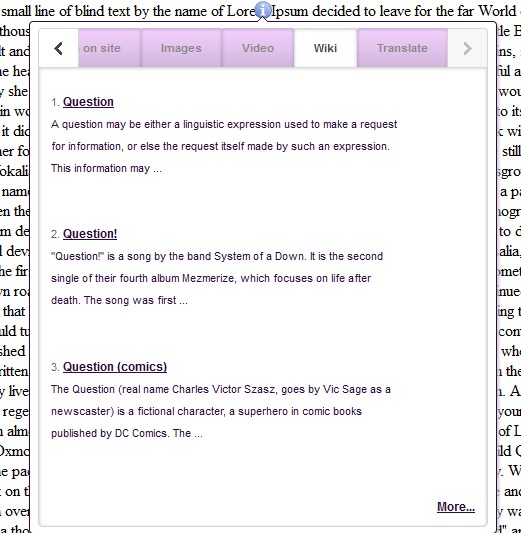 small line of blind text by the name of Lore Ipsum decided to leave for the far World
on site Images Video Wiki Translate
1. Question
A question may be either a linguistic expression used to make a request
for information, or else the request itself made by such an expression.
This information may ...
2. Question!
"Question!" is a song by the band System of a Down. It is the second
single of their fourth album Mezmerize, which focuses on life after
death. The song was first ...
3. Question (comics)
The Question (real name Charles Victor Szasz, goes by Vic Sage as a
newscaster) is a fictional character, a superhero in comic books
published by DC Comics. The ...
More...